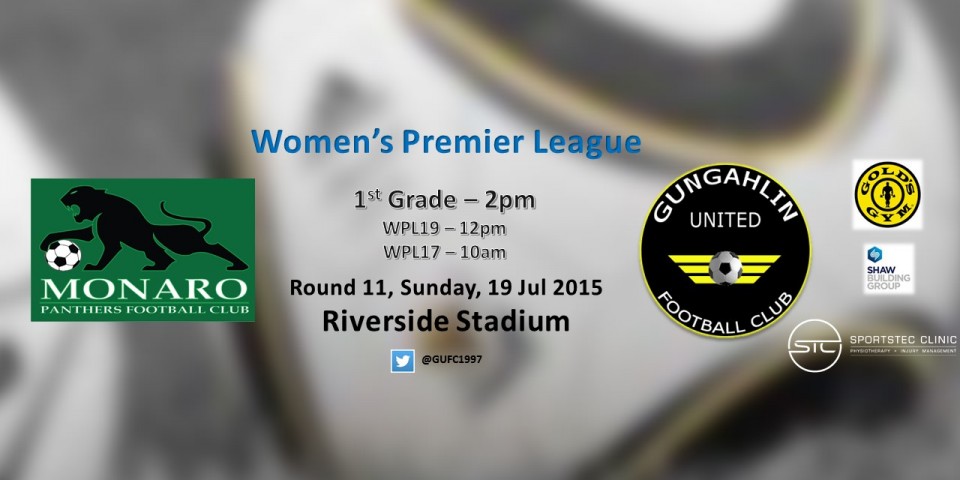 Women's Premier League
1st Grade – 2pm
WPL19 – 12pm
WPL17 – 10am
Round 11, Sunday, 19 Jul 2015
Riverside Stadium
@GUFC1997
MONARO
PANTHERS FOOTBALL CLUB
GUNGAHLIN
UNITED
FOOTBALL CLUB
GOLD'S
GYM
SHAW
BUILDING
GROUP
STC
SPORTSTEC CLINIC
PHYSIOTHERAPY + INJURY MANAGEMENT